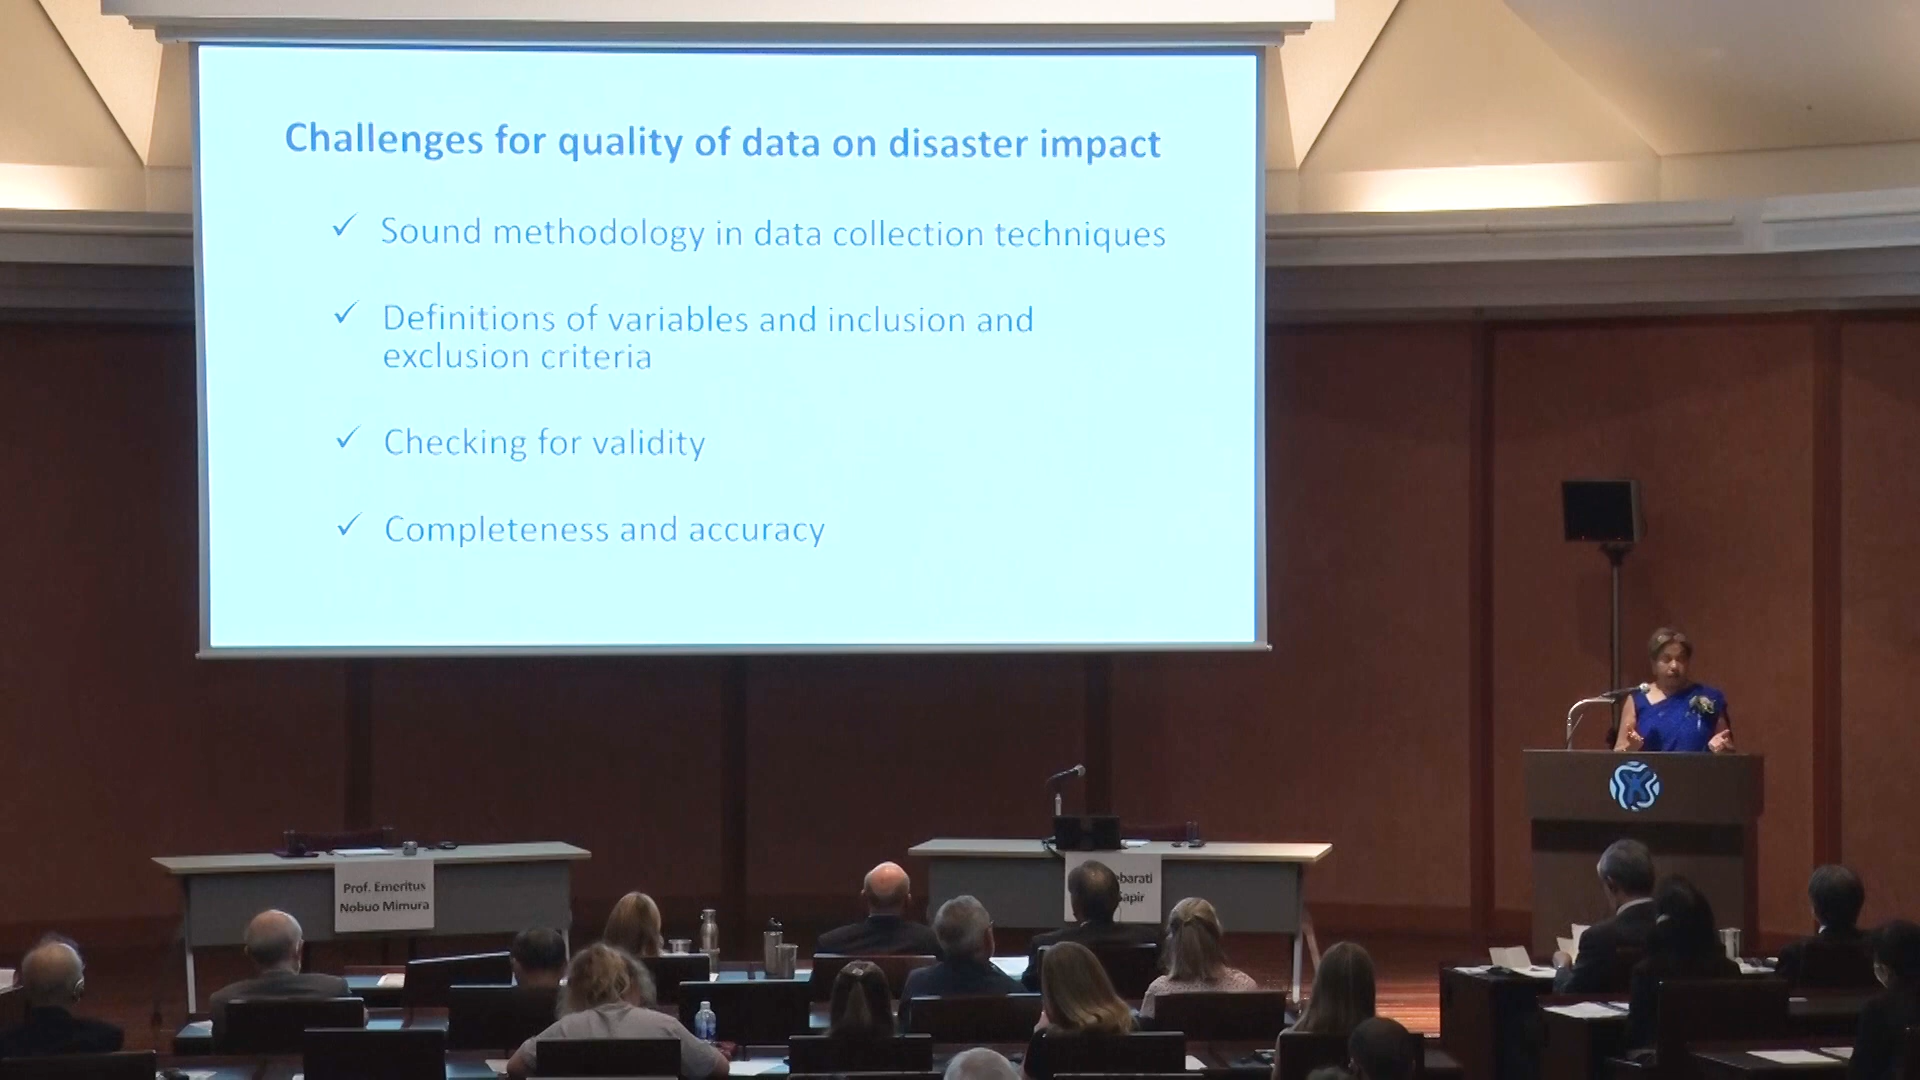 Challenges for quality of data on disaster impact
✓ Sound methodology in data collection techniques
✓ Definitions of variables and inclusion and
exclusion criteria
✓ Checking for validity
✓ Completeness and accuracy
Prof. Emeritus
Nobuo Mimura